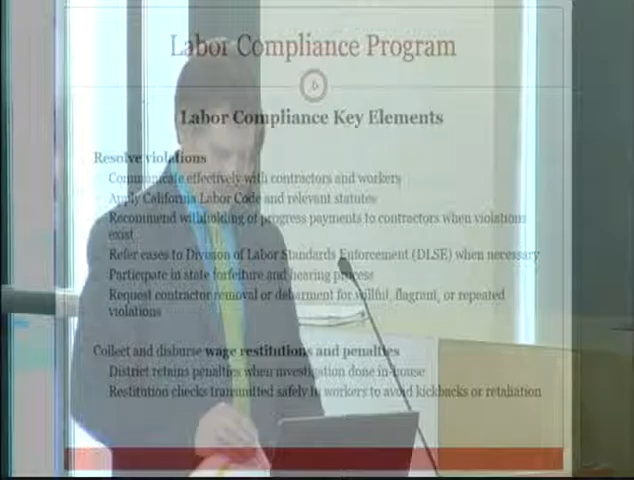 Labor Compliance Program
6
Labor Compliance Key Elements
Resolve violations
Communicate effectively with contractors and workers
Apply California Labor Code and relevant statutes
Recommend withholding of progress payments to contractors when violations
exist
Refer cases to Division of Labor Standards Enforcement (DLSE) when necessary
Participate in state forfeiture and hearing process
Request contractor removal or debarment for willful, flagrant, or repeated
violations
Collect and disburse wage restitutions and penalties
District retains penalties when investigation done in-house
Restitution checks transmitted safely to workers to avoid kickbacks or retaliation